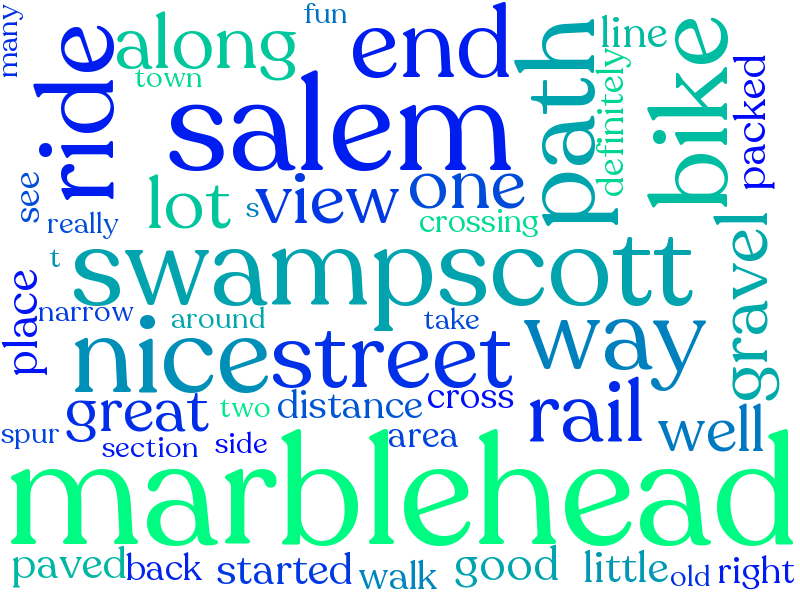 fun
many
along
end
line
town
ride
salem
path
definitely
bike
packed
see
lot
s
view
one
really
crossing
t
swampscott
gravel
place
narrow
around
take
way
nice
street
great
two
distance
cross
rail
well
spur
section
side
area
marblehead
paved
back
started
walk
good
little
old
right